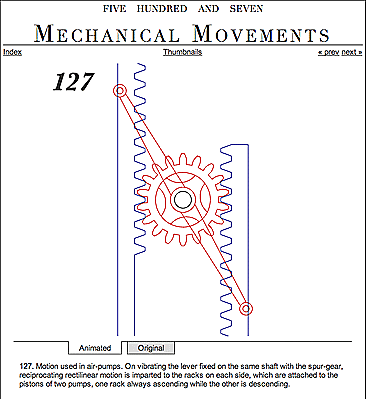 FIVE HUNDRED AND SEVEN
MECHANICAL MOVEMENTS
Index Thumbnails « prev next »
127
Animated Original
127. Motion used in air-pumps. On vibrating the lever fixed on the same shaft with the spur-gear,
reciprocating rectilinear motion is imparted to the racks on each side, which are attached to the
pistons of two pumps, one rack always ascending while the other is descending.